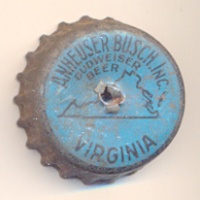 ANHEUSER BUSCH, INC.
BUDWEISER
BEER
VIRGINIA